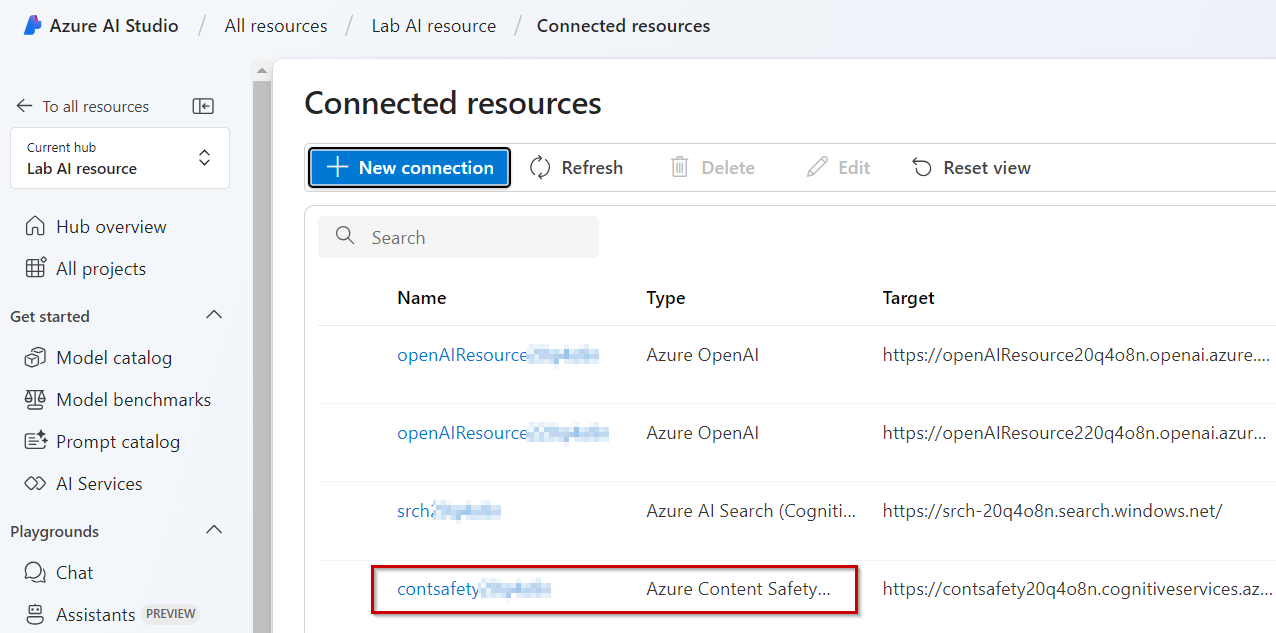 Azure AI Studio / All resources / Lab AI resource / Connected resources
To all resources
Current hub
Lab AI resource
Hub overview
All projects
Get started
Model catalog
Model benchmarks
Prompt catalog
AI Services
Playgrounds
Chat
Assistants PREVIEW
Connected resources
New connection Refresh Delete Edit Reset view
Search
Name Type Target
openAIResource Azure OpenAI https://openAIResource20q4o8n.openai.azure....
openAIResource Azure OpenAI https://openAIResource220q4o8n.openai.azur...
srch Azure AI Search (Cogniti... https://srch-20q4o8n.search.windows.net/
contsafety Azure Content Safety... https://contsafety20q4o8n.cognitiveservices.az...